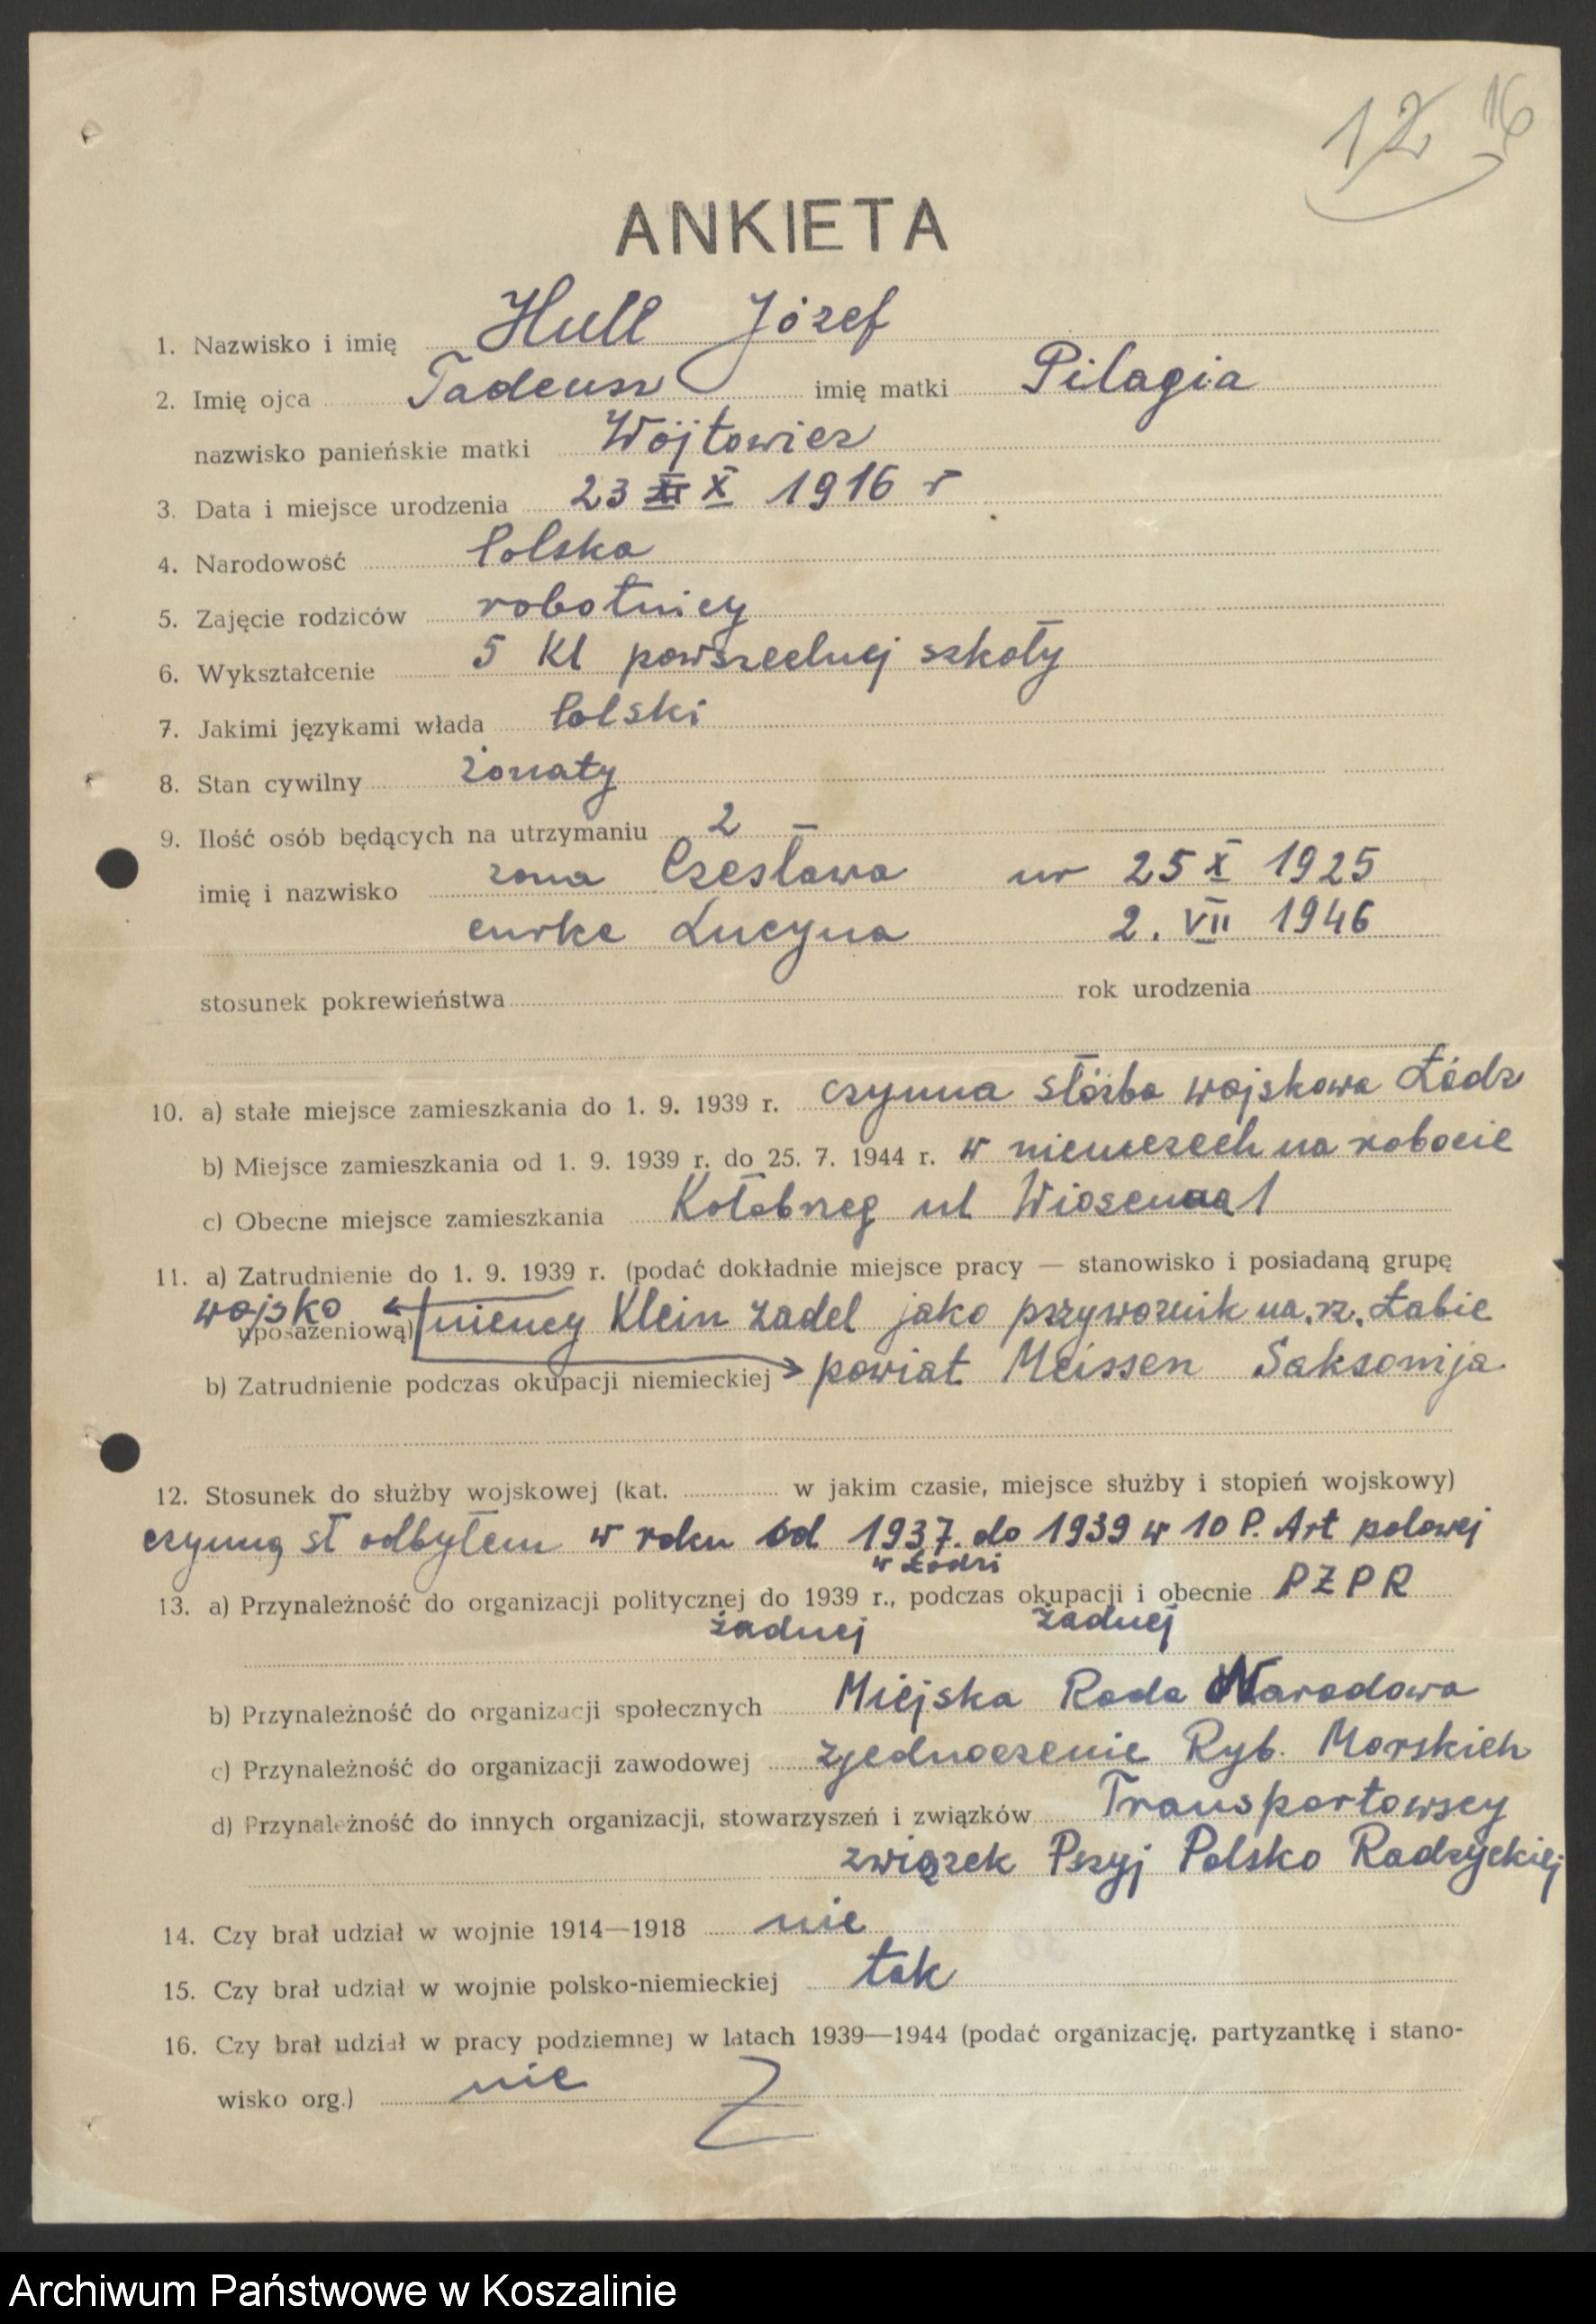 12 16
ANKIETA
1. Nazwisko i imię Hull Józef
2. Imię ojca Tadeusz imię matki Pilagia
nazwisko panieńskie matki Wójtowicz
3. Data i miejsce urodzenia 23 X 1916 r
4. Narodowość Polska
5. Zajęcie rodziców robotnicy
6. Wykształcenie 5 Kl powszechnej szkoły
7. Jakimi językami włada Polski
8. Stan cywilny żonaty
9. Ilość osób będących na utrzymaniu 2
imię i nazwisko zona Czesława ur 25 X 1925
curke Lucyna 2. VII 1946
stosunek pokrewieństwa rok urodzenia
10. a) stałe miejsce zamieszkania do 1. 9. 1939 r. czynna słóżba wojskowa Łódz
b) Miejsce zamieszkania od 1. 9. 1939 r. do 25. 7. 1944 r. w niemczech na robocie
c) Obecne miejsce zamieszkania Kołobrzeg ul Wiosenna 1
11. a) Zatrudnienie do 1. 9. 1939 r. (podać dokładnie miejsce pracy — stanowisko i posiadaną grupę
wojsko uposażeniową) niemcy Klein zadel jako przywoznik na. rz. Łabie
b) Zatrudnienie podczas okupacji niemieckiej powiat Meissen Saksonija
12. Stosunek do służby wojskowej (kat. w jakim czasie, miejsce służby i stopień wojskowy)
czynną sł odbyłem w roku od 1937. do 1939 w 10 P. Art polowej
w Łodzi
13. a) Przynależność do organizacji politycznej do 1939 r., podczas okupacji i obecnie PZPR
żadnej żadnej
b) Przynależność do organizacji społecznych Miejska Rada Narodowa
c) Przynależność do organizacji zawodowej zjednoczenie Ryb. Morskich
d) Przynależność do innych organizacji, stowarzyszeń i związków Transportowscy
związek Pszyj Polsko Radzyckiej
14. Czy brał udział w wojnie 1914—1918 nie
15. Czy brał udział w wojnie polsko-niemieckiej tak
16. Czy brał udział w pracy podziemnej w latach 1939—1944 (podać organizację, partyzantkę i stano-
wisko org.) nie
Archiwum Państwowe w Koszalinie